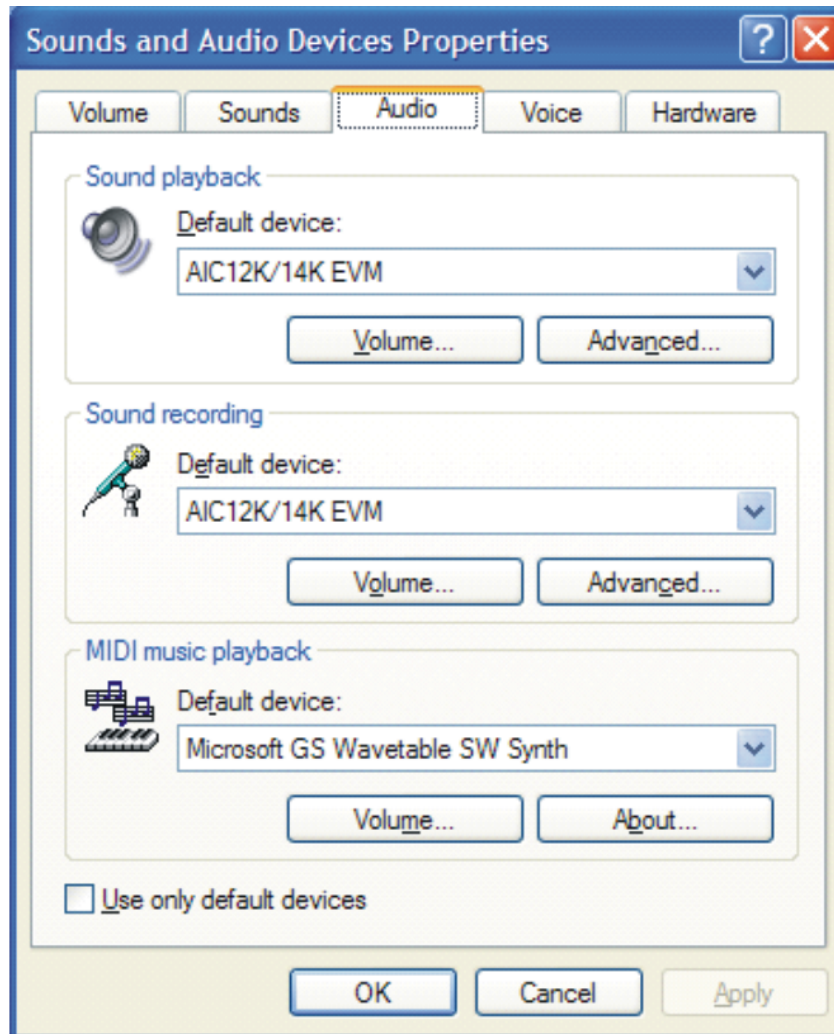 Sounds and Audio Devices Properties
Volume Sounds Audio Voice Hardware
Sound playback
Default device:
AIC12K/14K EVM
Volume... Advanced...
Sound recording
Default device:
AIC12K/14K EVM
Volume... Advanced...
MIDI music playback
Default device:
Microsoft GS Wavetable SW Synth
Volume... About...
Use only default devices
OK Cancel Apply